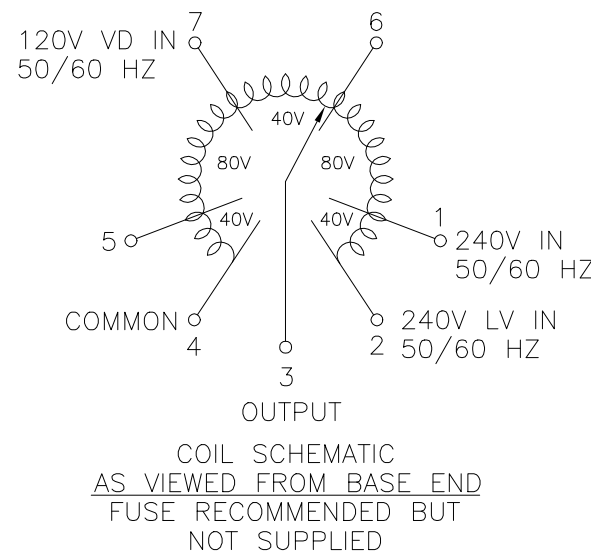 7
6
120V VD IN
50/60 HZ
40V
80V
80V
40V
40V
5
1
240V IN
50/60 HZ
COMMON
4
2
240V LV IN
50/60 HZ
3
OUTPUT
COIL SCHEMATIC
AS VIEWED FROM BASE END
FUSE RECOMMENDED BUT
NOT SUPPLIED